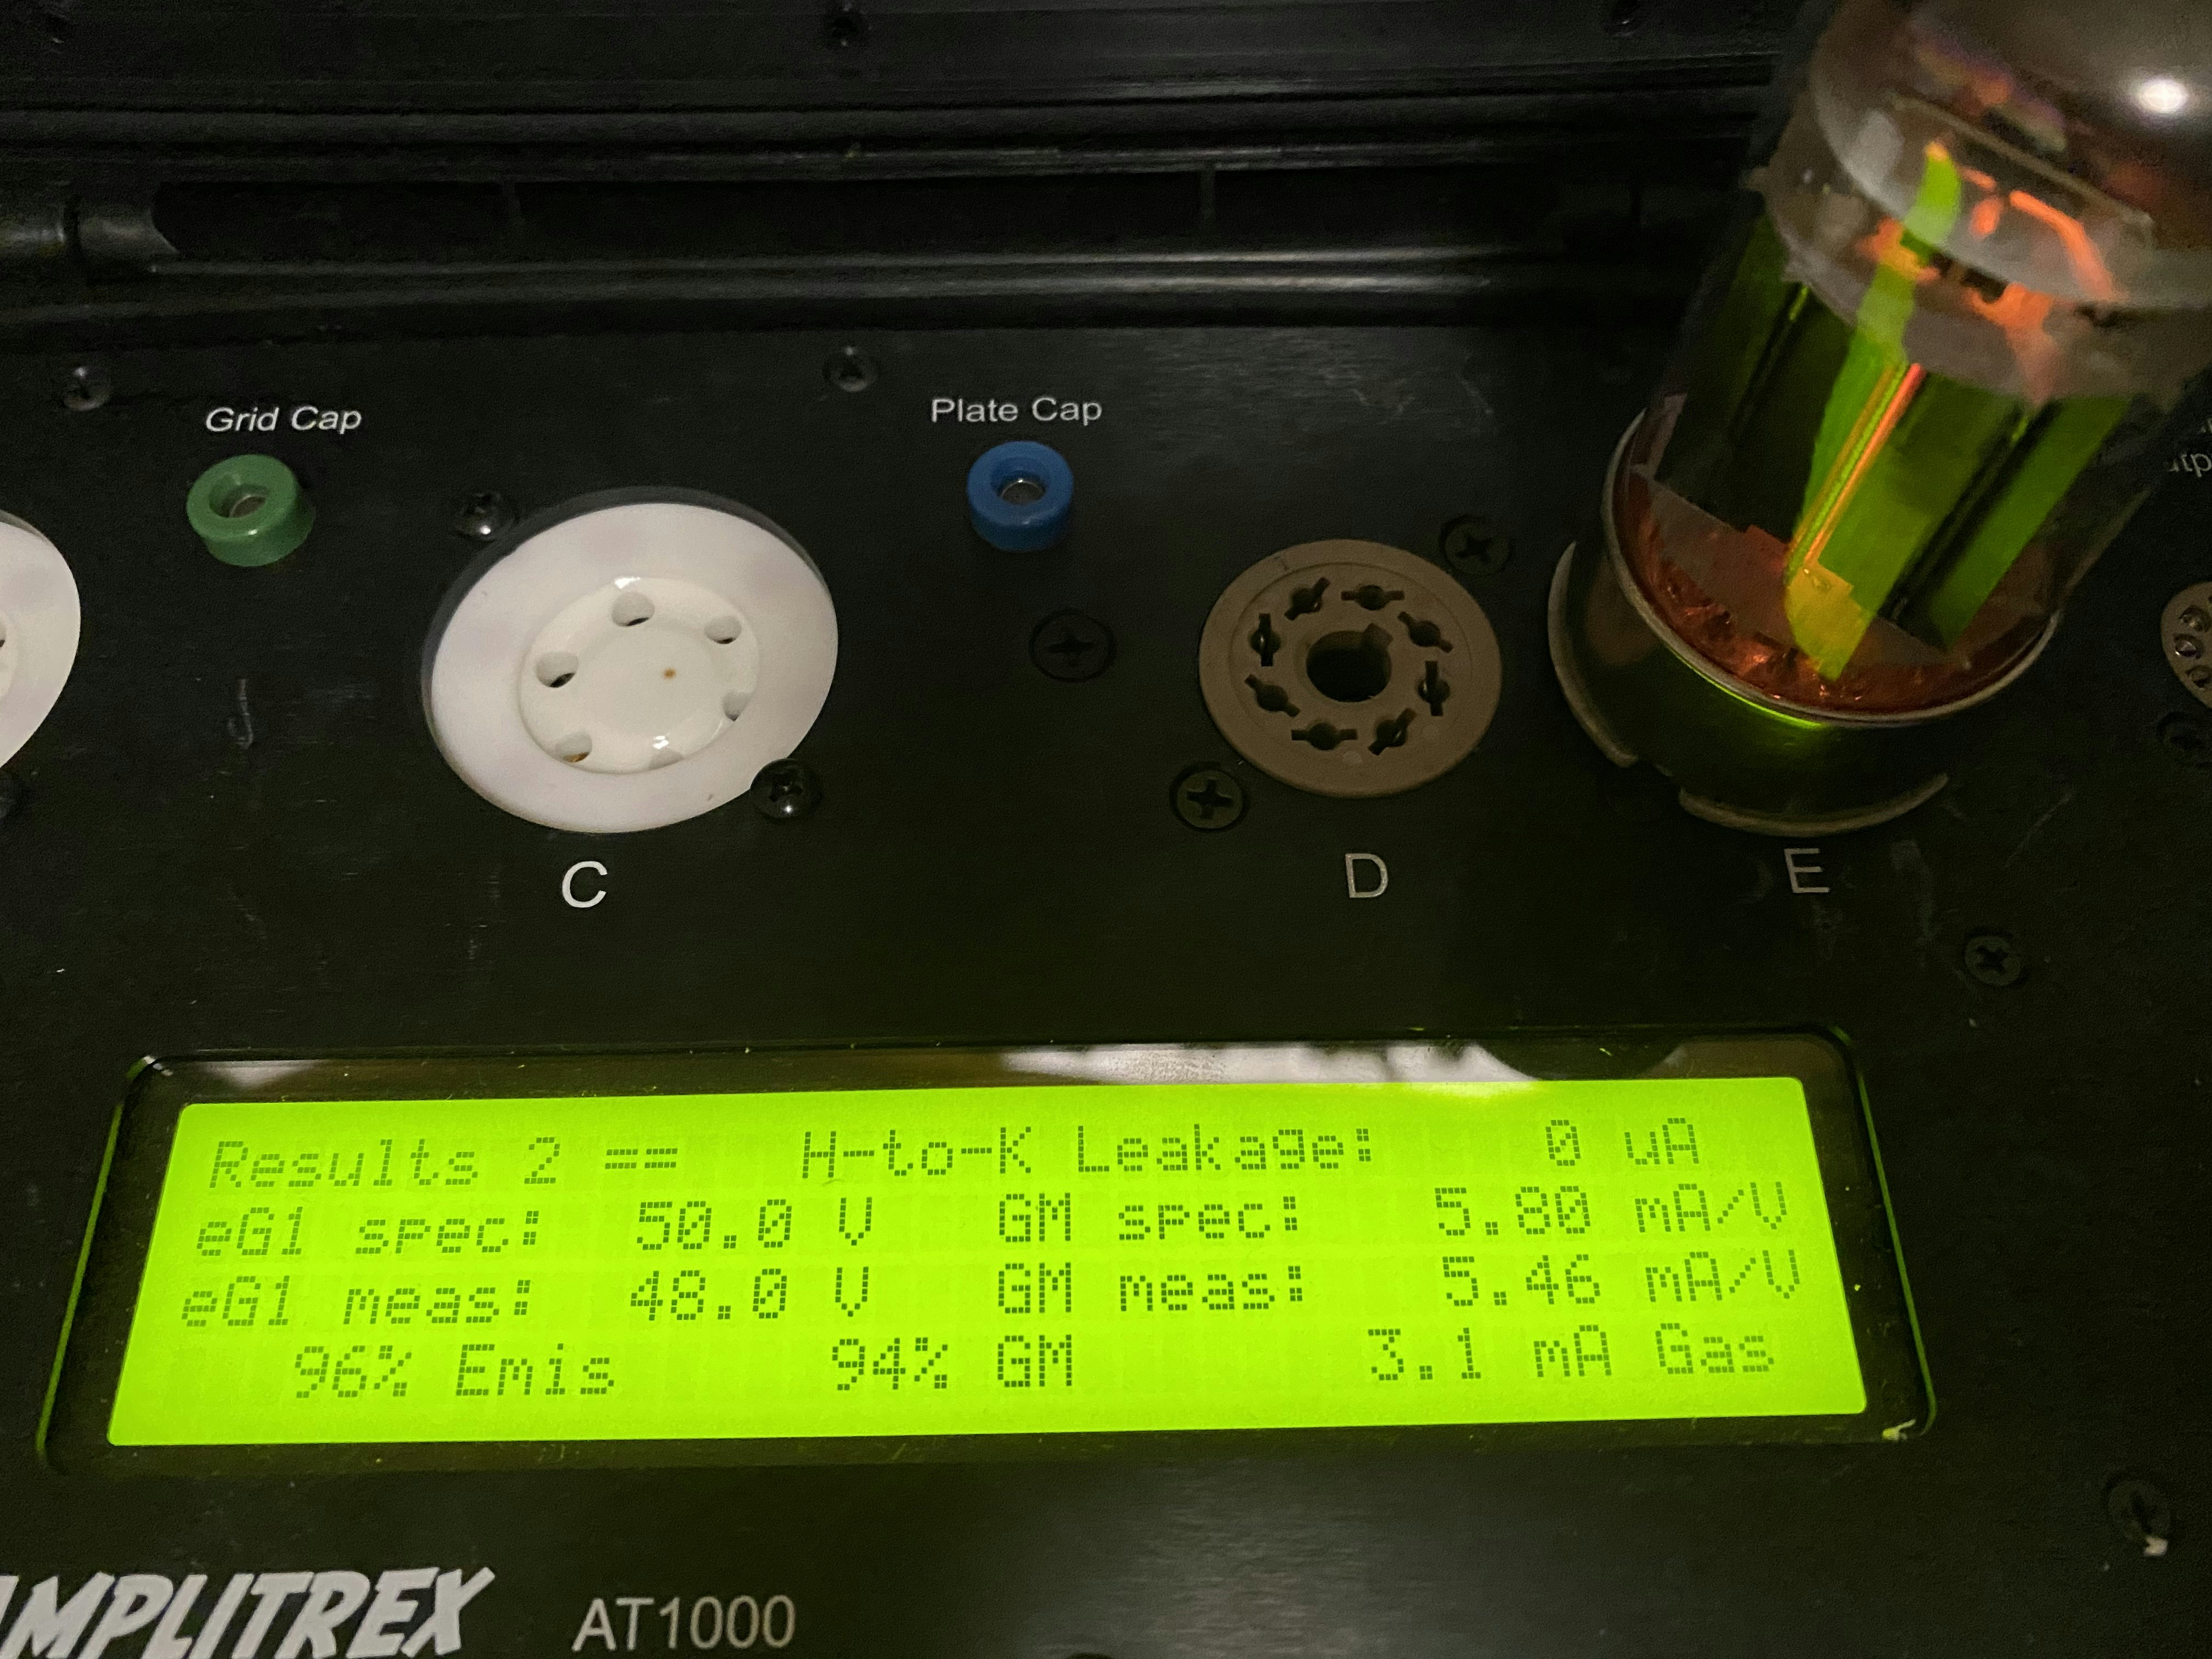 Grid Cap
Plate Cap
C
D
E
Results 2 == H-to-K Leakage: 0 uA
eG1 spec: 50.0 V GM spec: 5.80 mA/V
eG1 meas: 48.0 V GM meas: 5.46 mA/V
96% Emis 94% GM 3.1 mA Gas
MPLITREX AT1000